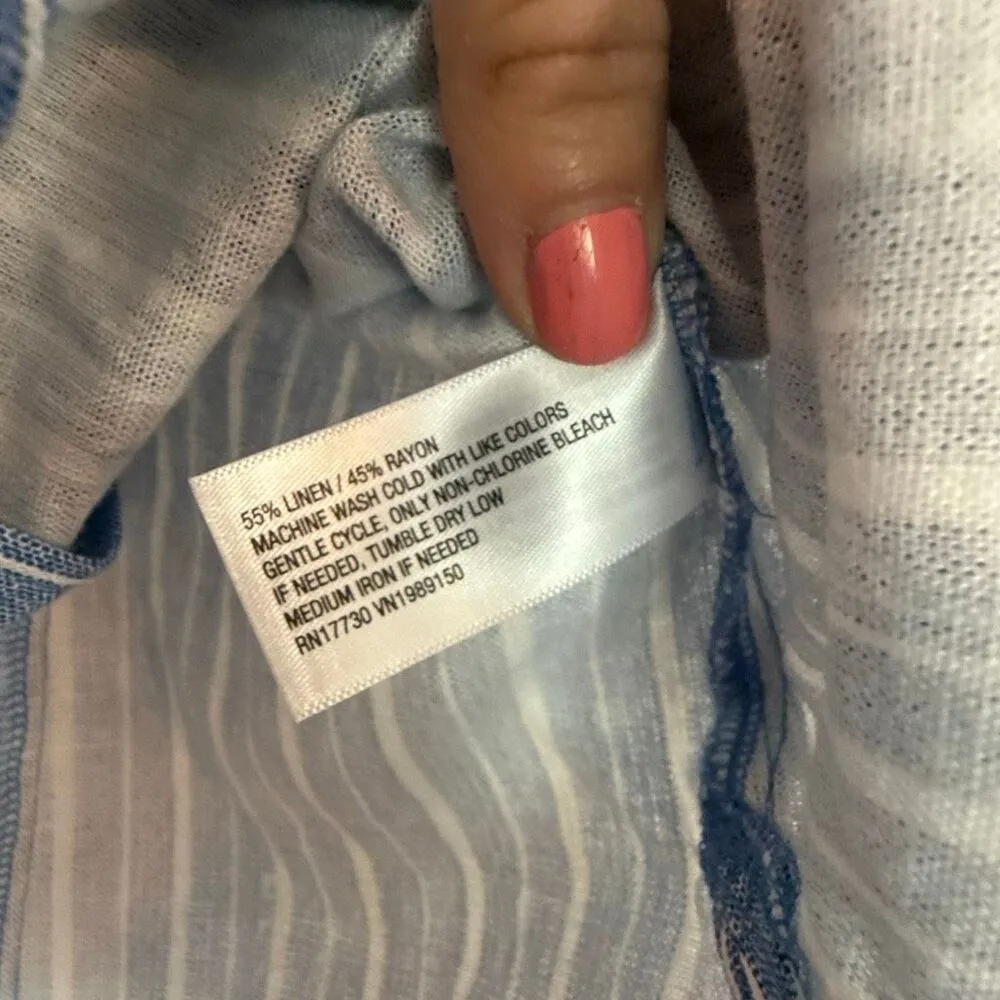 55% LINEN / 45% RAYON
MACHINE WASH COLD WITH LIKE COLORS
GENTLE CYCLE, ONLY NON-CHLORINE BLEACH
IF NEEDED, TUMBLE DRY LOW
MEDIUM IRON IF NEEDED
RN17730 VN1989150